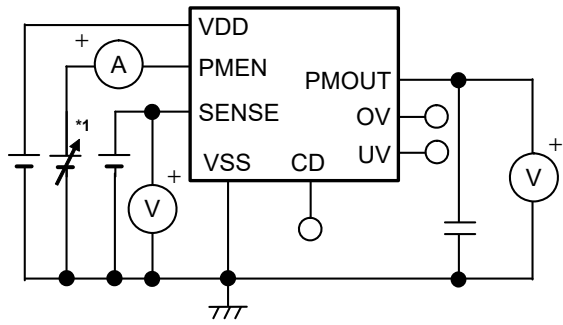 VDD
+
A
PMEN
PMOUT
*1
SENSE
OV
UV
VSS
CD
+
V
+
V